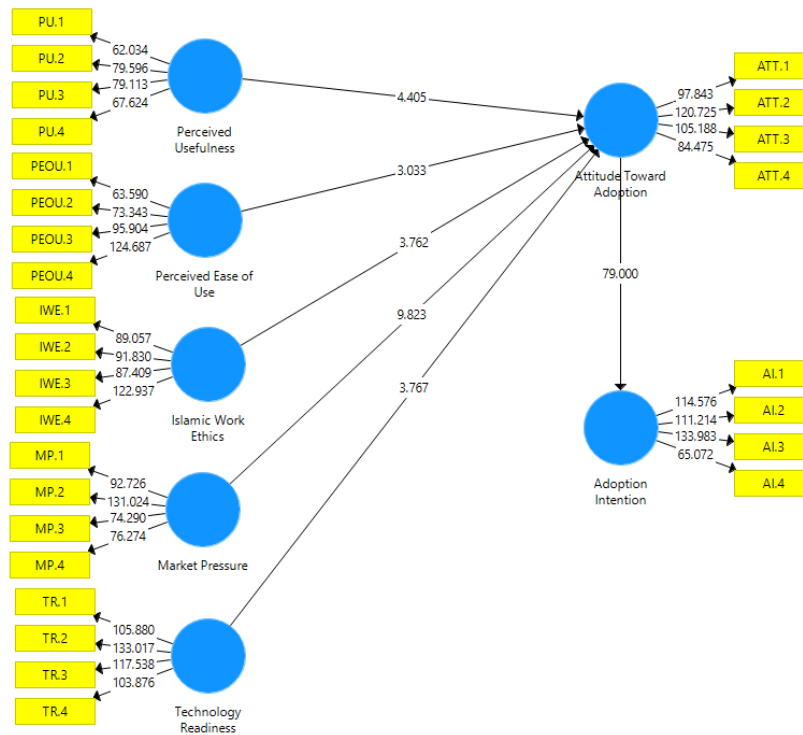 PU.1
PU.2
PU.3
PU.4
62.034
79.596
79.113
67.624
Perceived
Usefulness
4.405
PEOU.1
PEOU.2
PEOU.3
PEOU.4
63.590
73.343
95.904
124.687
Perceived Ease of
Use
3.033
IWE.1
IWE.2
IWE.3
IWE.4
89.057
91.830
87.409
122.937
Islamic Work
Ethics
3.762
MP.1
MP.2
MP.3
MP.4
92.726
131.024
74.290
76.274
Market Pressure
9.823
TR.1
TR.2
TR.3
TR.4
105.880
133.017
117.538
103.876
Technology
Readiness
3.767
Attitude Toward
Adoption
97.843
120.725
105.188
84.475
ATT.1
ATT.2
ATT.3
ATT.4
79.000
Adoption
Intention
114.576
111.214
133.983
65.072
AI.1
AI.2
AI.3
AI.4